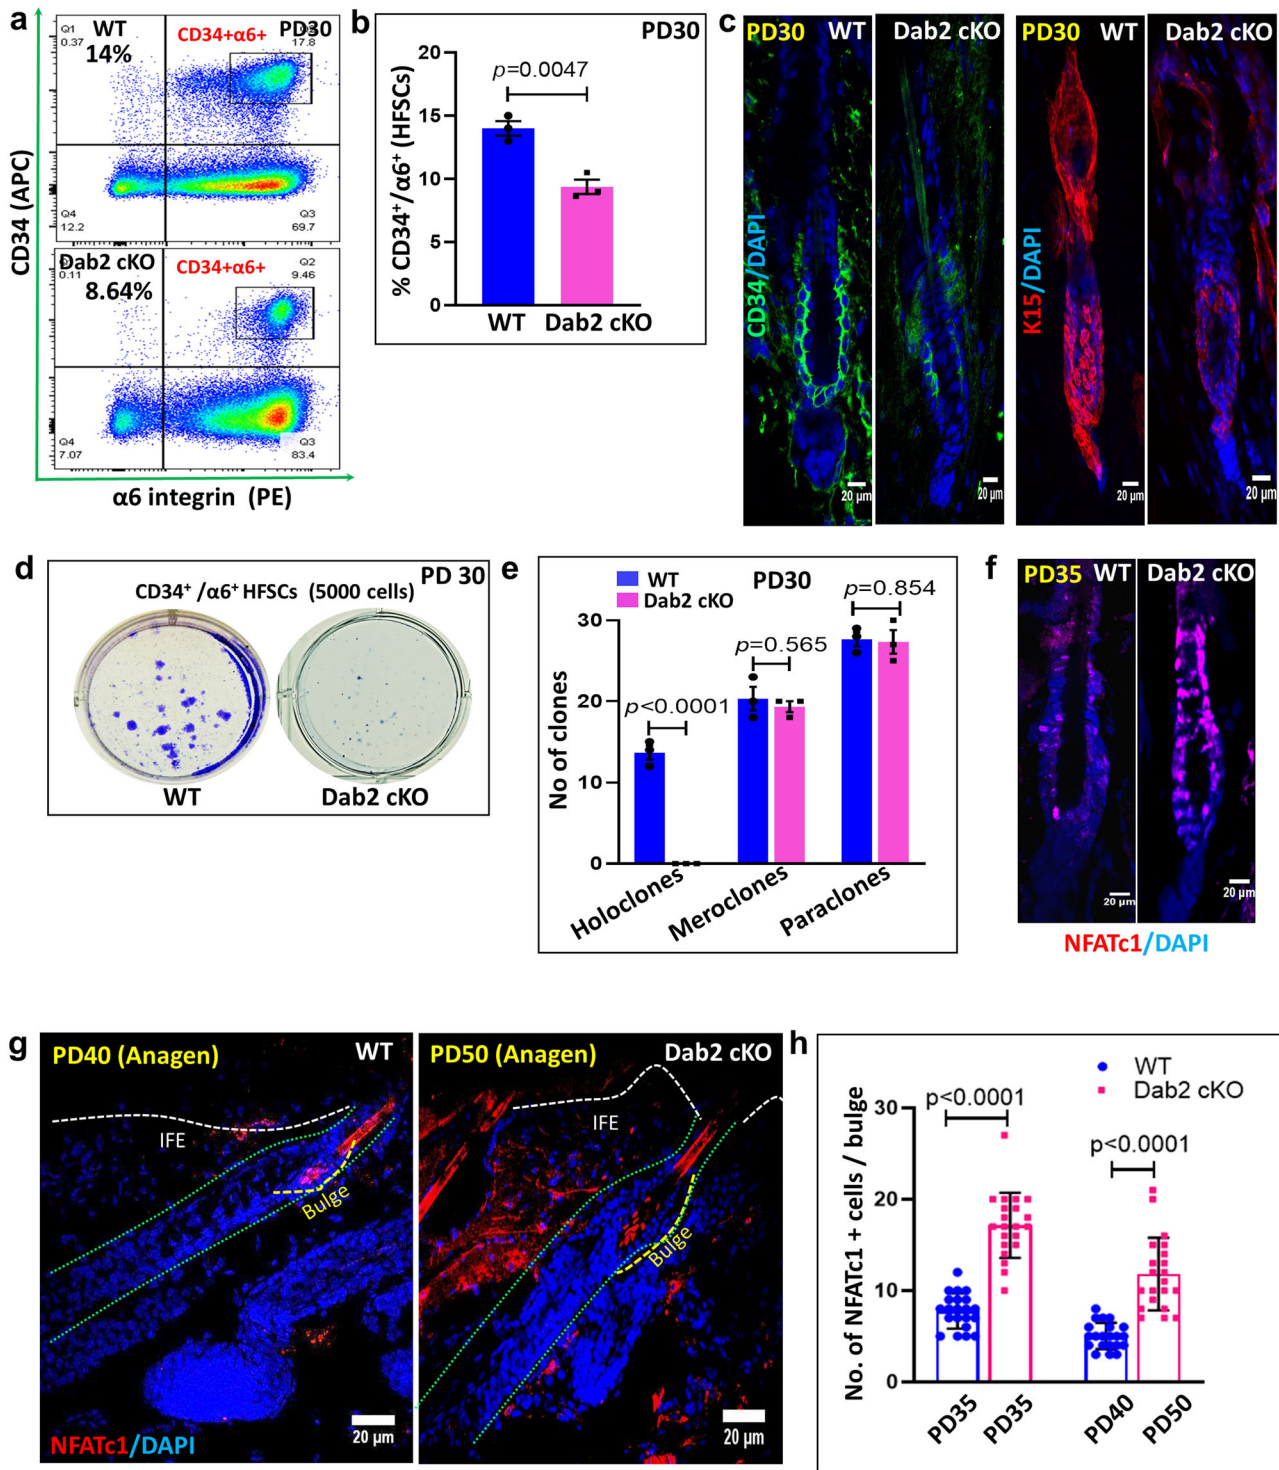 a
Q1
0.37
WT
14%
CD34+α6+
PD30
17.8
Q4
12.2
Q3
69.7
Dab2 cKO
0.11
8.64%
CD34+α6+
Q2
9.46
Q4
7.07
Q3
83.4
CD34 (APC)
α6 integrin (PE)
b
PD30
% CD34⁺/α6⁺ (HFSCs)
20
15
10
5
0
p=0.0047
WT
Dab2 cKO
c
PD30 WT
Dab2 cKO
CD34/DAPI
20 µm
20 µm
PD30 WT
Dab2 cKO
K15/DAPI
20 µm
20 µm
d
PD 30
CD34⁺ /α6⁺ HFSCs (5000 cells)
WT
Dab2 cKO
e
WT
Dab2 cKO
PD30
No of clones
30
20
10
0
p<0.0001
p=0.565
p=0.854
Holoclones
Meroclones
Paraclones
f
PD35 WT
Dab2 cKO
20 µm
20 µm
NFATc1/DAPI
g
PD40 (Anagen)
WT
IFE
Bulge
NFATc1/DAPI
20 µm
PD50 (Anagen)
Dab2 cKO
IFE
Bulge
20 µm
h
WT
Dab2 cKO
No. of NFATc1 + cells / bulge
30
20
10
0
p<0.0001
p<0.0001
PD35
PD35
PD40
PD50